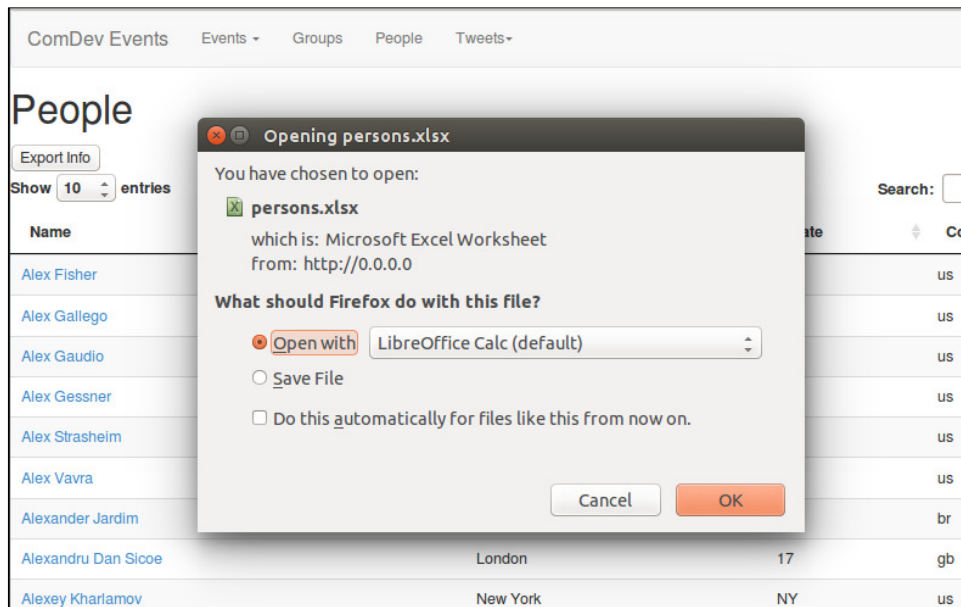 ComDev Events Events Groups People Tweets
People
Opening persons.xlsx
Export Info
You have chosen to open:
Show 10 entries
Search:
persons.xlsx
Name
which is: Microsoft Excel Worksheet
ate
Co
from: http://0.0.0.0
Alex Fisher us
What should Firefox do with this file?
Alex Gallego us
Open with LibreOffice Calc (default)
Alex Gaudio us
Save File
Alex Gessner us
Do this automatically for files like this from now on.
Alex Strasheim us
Alex Vavra us
Cancel OK
Alexander Jardim br
Alexandru Dan Sicoe London 17 gb
Alexey Kharlamov New York NY us